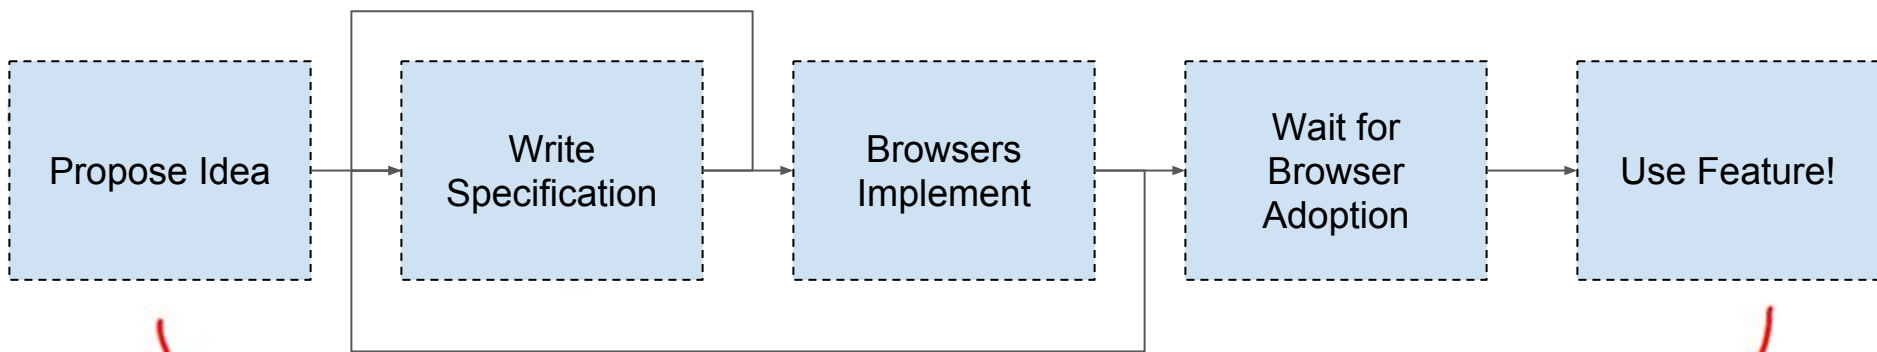 Propose Idea
Write
Specification
Browsers
Implement
Wait for
Browser
Adoption
Use Feature!